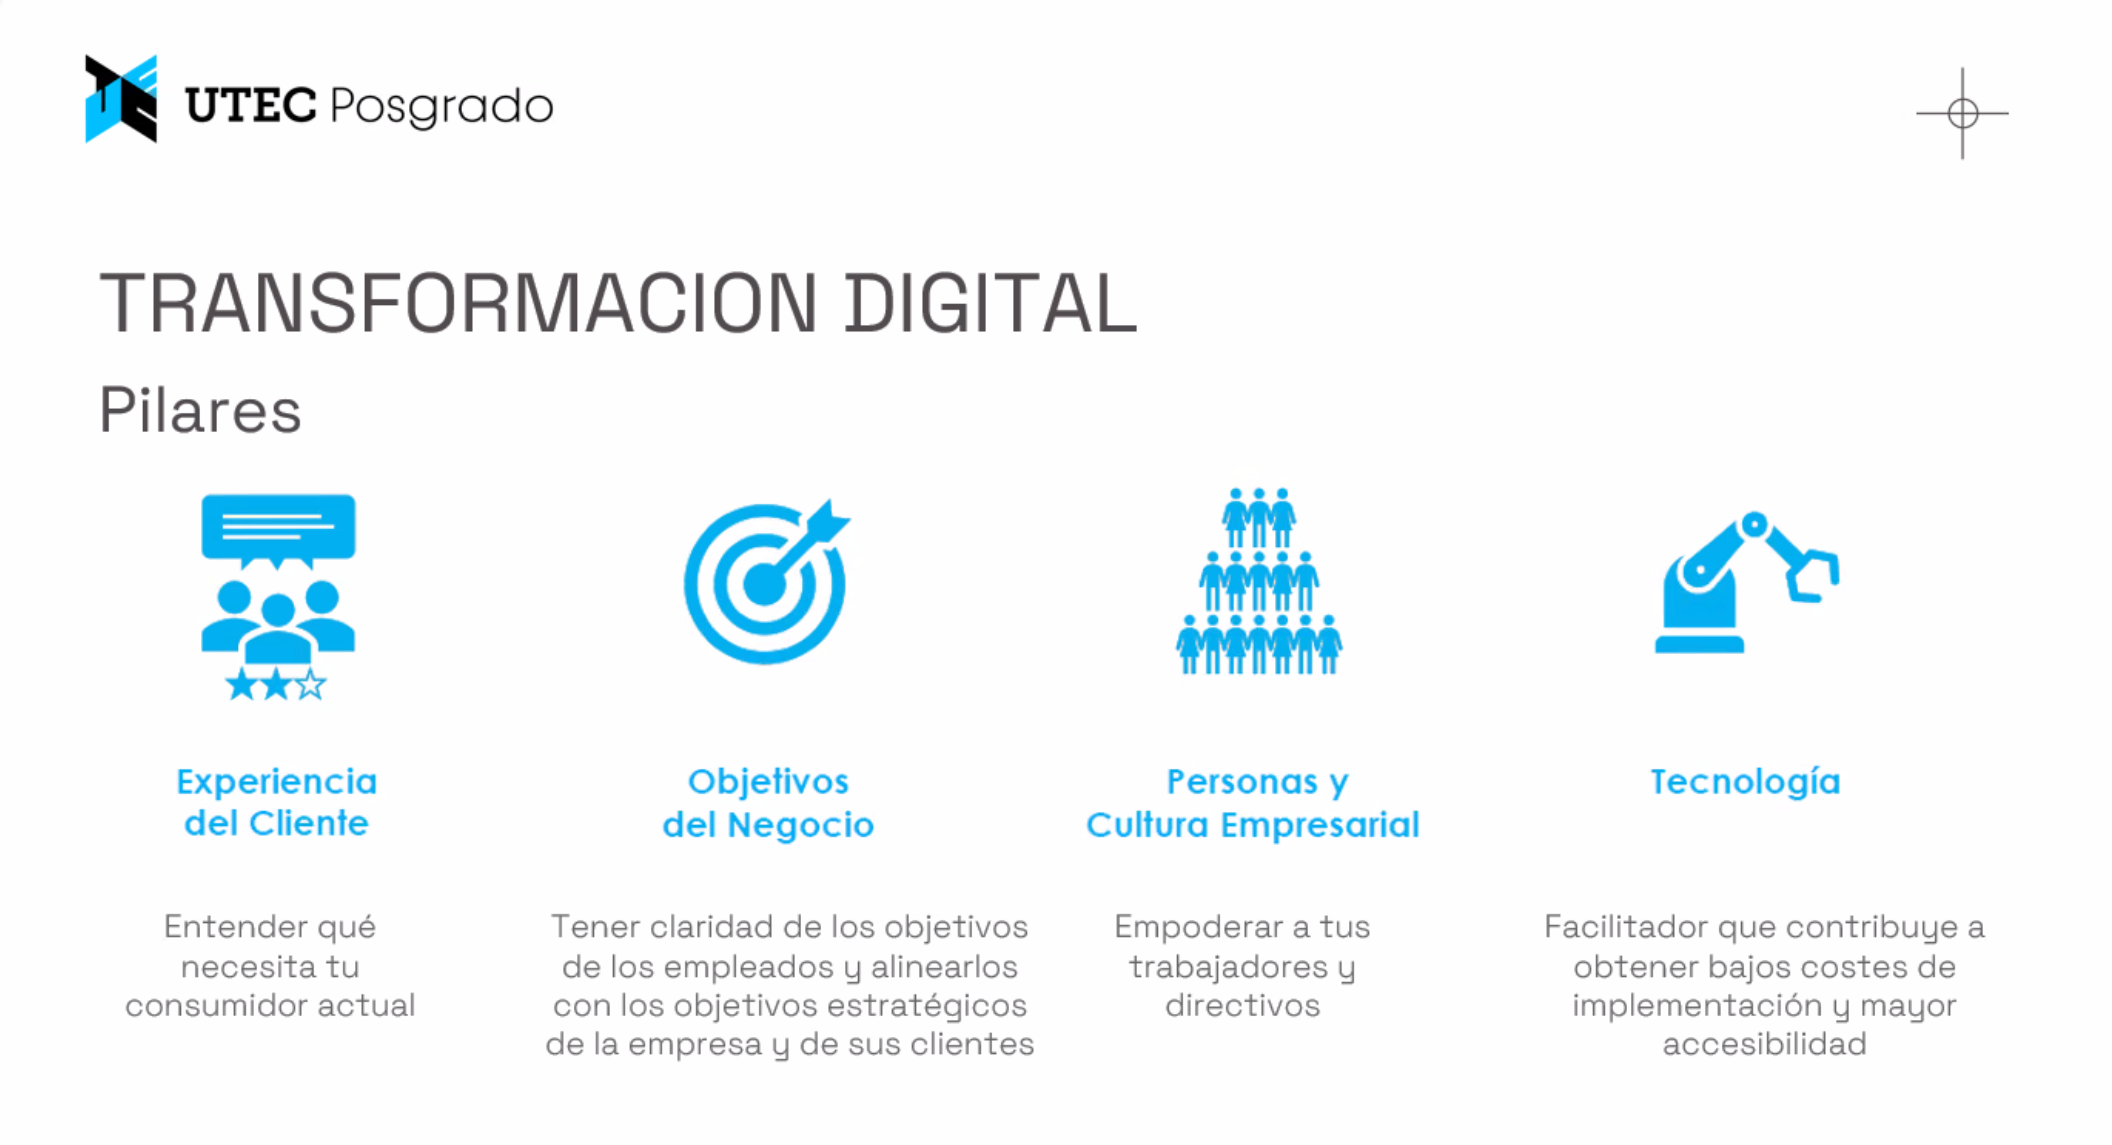 UTEC Posgrado
TRANSFORMACION DIGITAL
Pilares
Experiencia
del Cliente
Entender qué
necesita tu
consumidor actual
Objetivos
del Negocio
Tener claridad de los objetivos
de los empleados y alinearlos
con los objetivos estratégicos
de la empresa y de sus clientes
Personas y
Cultura Empresarial
Empoderar a tus
trabajadores y
directivos
Tecnología
Facilitador que contribuye a
obtener bajos costes de
implementación y mayor
accesibilidad